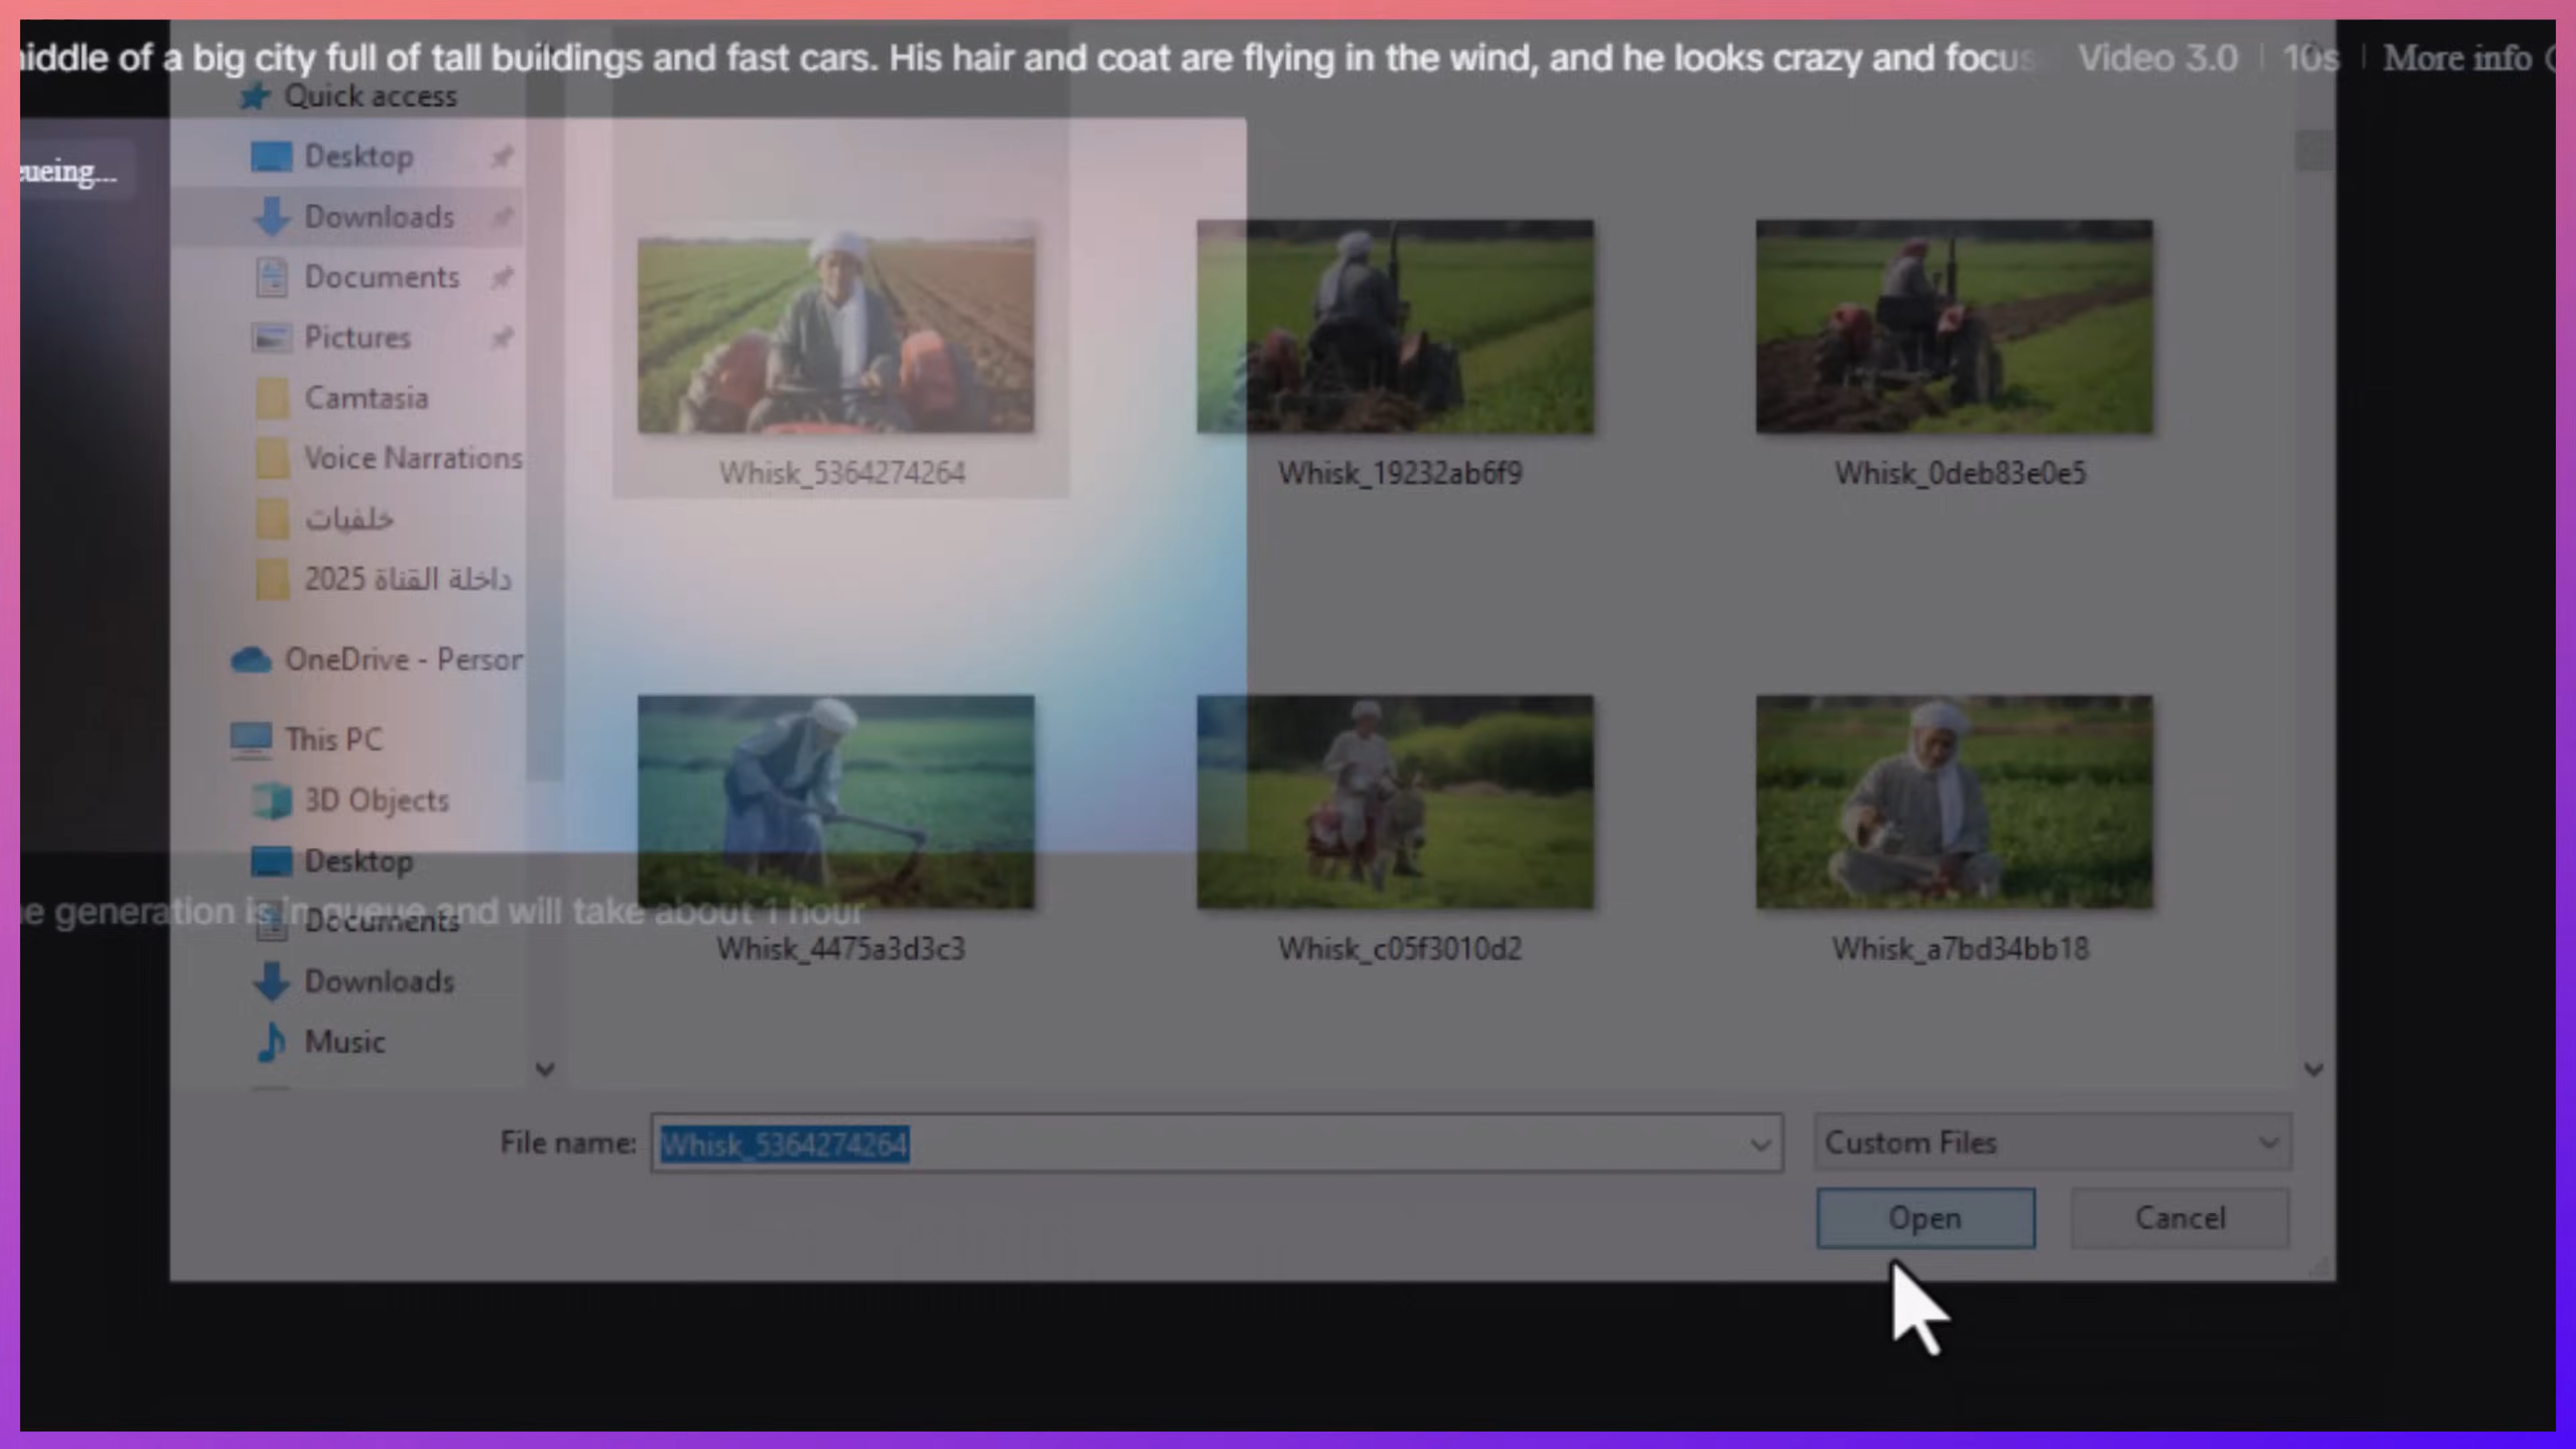 middle of a big city full of tall buildings and fast cars. His hair and coat are flying in the wind, and he looks crazy and focus
Video 3.0 | 10s | More info
Quick access
Desktop
ueing...
Downloads
Documents
Pictures
Camtasia
Voice Narrations
خلفيات
داخلة القناة 2025
OneDrive - Person
This PC
3D Objects
Desktop
Documents
Downloads
Music
Whisk_5364274264
Whisk_19232ab6f9
Whisk_0deb83e0e5
Whisk_4475a3d3c3
Whisk_c05f3010d2
Whisk_a7bd34bb18
e generation is in queue and will take about 1 hour
File name:
Whisk_5364274264
Custom Files
Open
Cancel